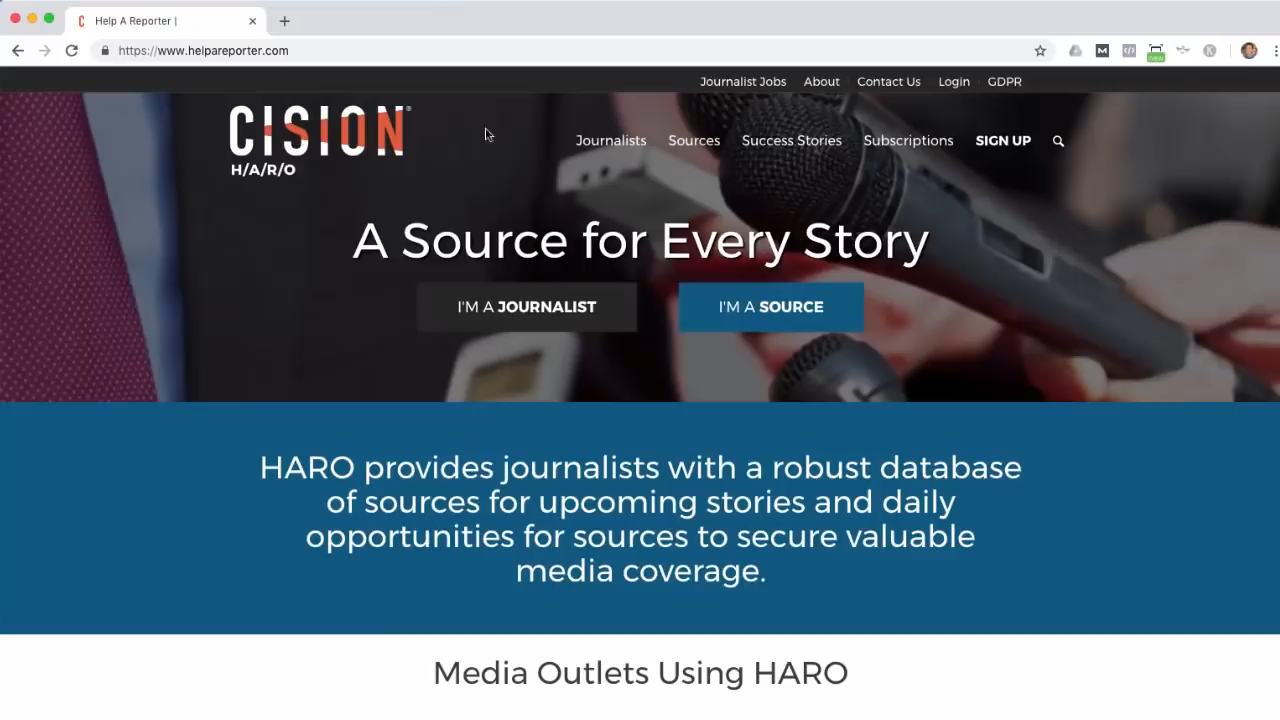 Help A Reporter |
https://www.helpareporter.com
New
Journalist Jobs About Contact Us Login GDPR
CISION®
H/A/R/O
Journalists Sources Success Stories Subscriptions SIGN UP
A Source for Every Story
I'M A JOURNALIST I'M A SOURCE
HARO provides journalists with a robust database
of sources for upcoming stories and daily
opportunities for sources to secure valuable
media coverage.
Media Outlets Using HARO